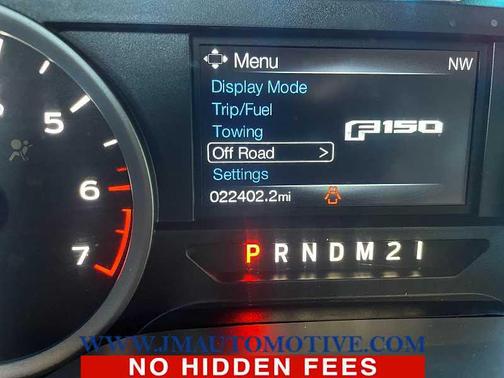 Menu
NW
Display Mode
Trip/Fuel
Towing
F150
Off Road >
Settings
022402.2mi
5
6
7
P R N D M 2 1
WWW.JMAUTOMOTIVE.COM
NO HIDDEN FEES